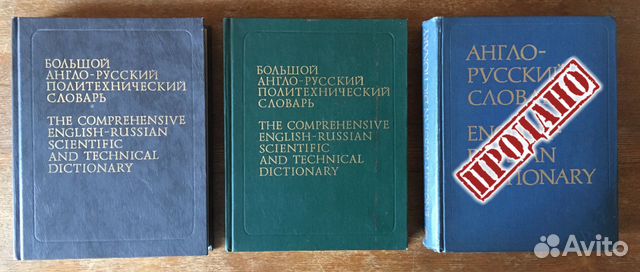 БОЛЬШОЙ
АНГЛО-РУССКИЙ
ПОЛИТЕХНИЧЕСКИЙ
СЛОВАРЬ
THE COMPREHENSIVE
ENGLISH-RUSSIAN
SCIENTIFIC
AND TECHNICAL
DICTIONARY
БОЛЬШОЙ
АНГЛО-РУССКИЙ
ПОЛИТЕХНИЧЕСКИЙ
СЛОВАРЬ
THE COMPREHENSIVE
ENGLISH-RUSSIAN
SCIENTIFIC
AND TECHNICAL
DICTIONARY
АНГЛО-
РУССКИЙ
ПРОДАНО
Avito